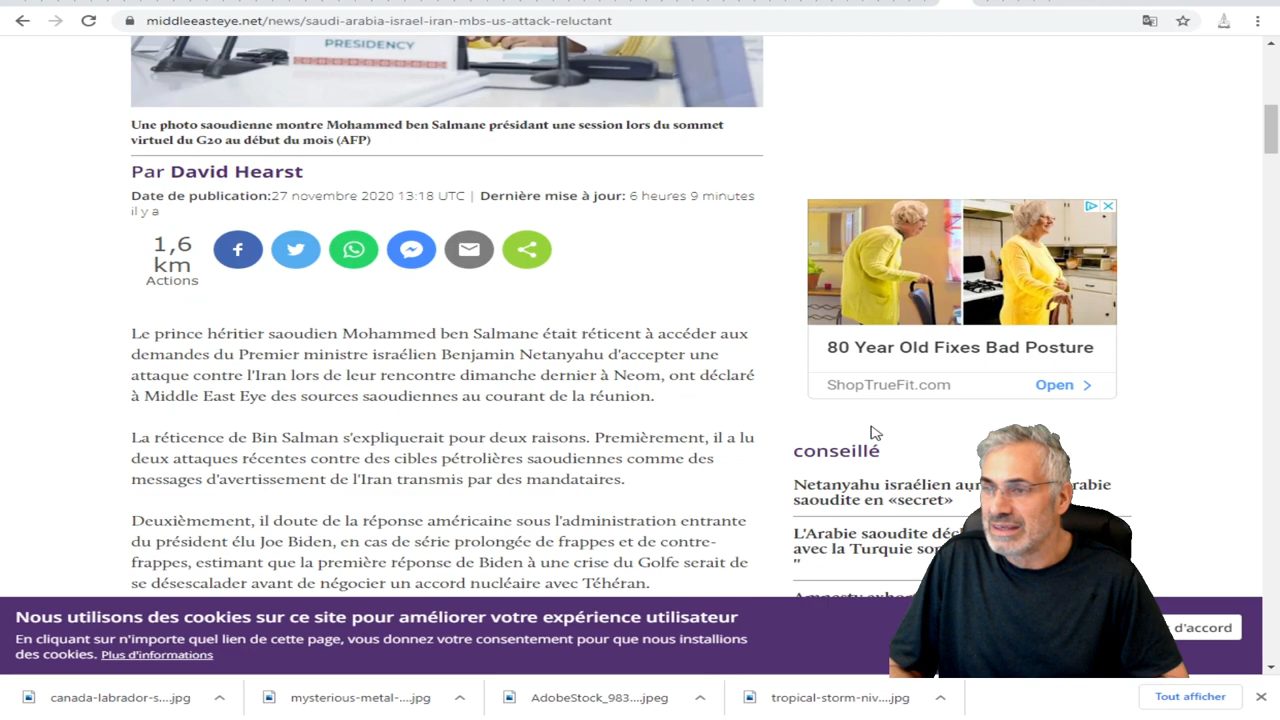 middleeasteye.net/news/saudi-arabia-israel-iran-mbs-us-attack-reluctant
PRESIDENCY
Une photo saoudienne montre Mohammed ben Salmane présidant une session lors du sommet
virtuel du G20 au début du mois (AFP)
Par David Hearst
Date de publication:27 novembre 2020 13:18 UTC | Dernière mise à jour: 6 heures 9 minutes
il y a
1,6
km
Actions
Le prince héritier saoudien Mohammed ben Salmane était réticent à accéder aux
demandes du Premier ministre israélien Benjamin Netanyahu d'accepter une
attaque contre l'Iran lors de leur rencontre dimanche dernier à Neom, ont déclaré
à Middle East Eye des sources saoudiennes au courant de la réunion.
La réticence de Bin Salman s'expliquerait pour deux raisons. Premièrement, il a lu
deux attaques récentes contre des cibles pétrolières saoudiennes comme des
messages d'avertissement de l'Iran transmis par des mandataires.
Deuxièmement, il doute de la réponse américaine sous l'administration entrante
du président élu Joe Biden, en cas de série prolongée de frappes et de contre-
frappes, estimant que la première réponse de Biden à une crise du Golfe serait de
se désescalader avant de négocier un accord nucléaire avec Téhéran.
80 Year Old Fixes Bad Posture
ShopTrueFit.com
Open
conseillé
Netanyahu israélien
saoudite en «secret»
L'Arabie saoudite
avec la Turquie
"
Amnesty
Nous utilisons des cookies sur ce site pour améliorer votre expérience utilisateur
En cliquant sur n'importe quel lien de cette page, vous donnez votre consentement pour que nous installions
des cookies. Plus d'informations
d'accord
canada-labrador-s....jpg
mysterious-metal-....jpg
AdobeStock_983....jpeg
tropical-storm-niv....jpg
Tout afficher